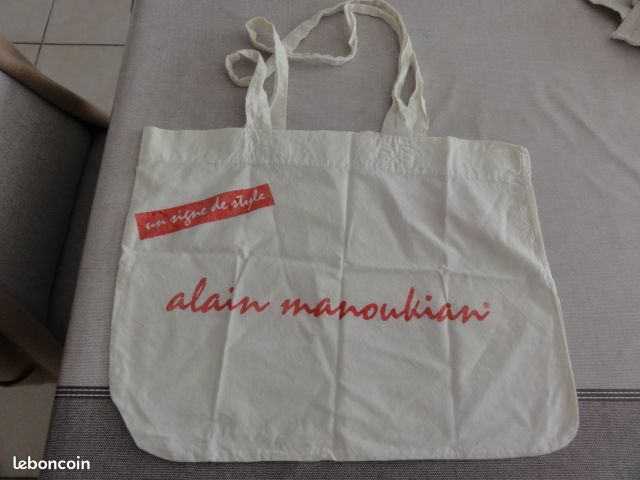 un signe de style
alain manoukian®
leboncoin